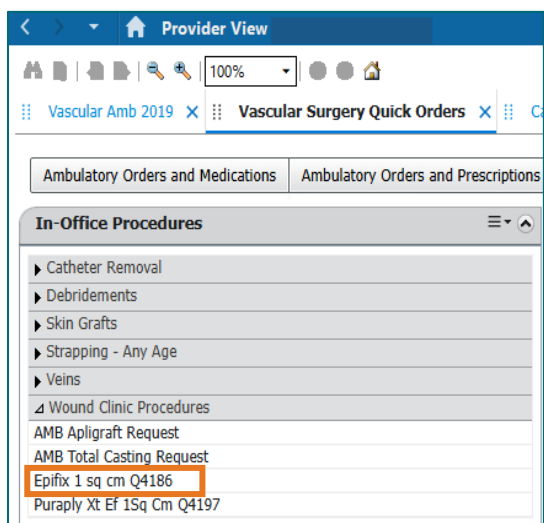 Provider View
100%
Vascular Amb 2019 Vascular Surgery Quick Orders
Ambulatory Orders and Medications Ambulatory Orders and Prescriptions
In-Office Procedures
Catheter Removal
Debridements
Skin Grafts
Strapping - Any Age
Veins
Wound Clinic Procedures
AMB Apligraft Request
AMB Total Casting Request
Epifix 1 sq cm Q4186
Puraply Xt Ef 1Sq Cm Q4197